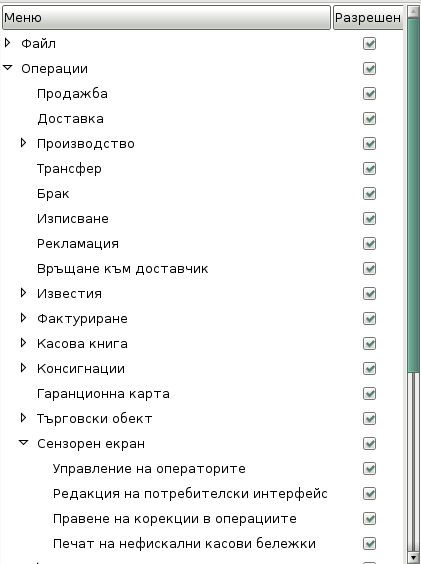 Меню Разрешен
Файл
Операции
Продажба
Доставка
Производство
Трансфер
Брак
Изписване
Рекламация
Връщане към доставчик
Известия
Фактуриране
Касова книга
Консигнации
Гаранционна карта
Търговски обект
Сензорен екран
Управление на операторите
Редакция на потребителски интерфейс
Правене на корекции в операциите
Печат на нефискални касови бележки